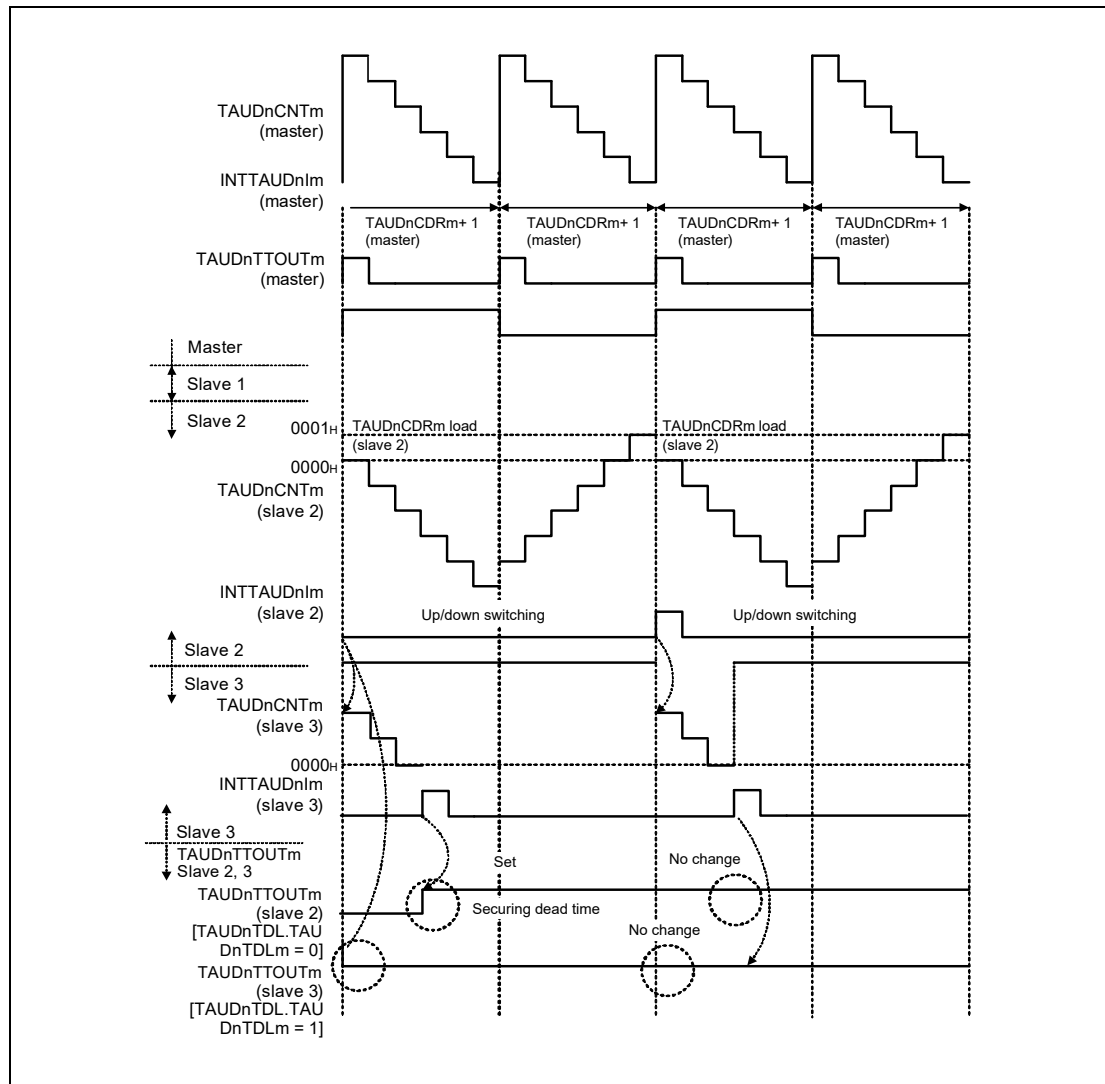 TAUDnCNTm
(master)
INTTAUDnIm
(master)
TAUDnCDRm+ 1
(master)
TAUDnCDRm+ 1
(master)
TAUDnCDRm+ 1
(master)
TAUDnCDRm+ 1
(master)
TAUDnTTOUTm
(master)
Master
Slave 1
Slave 2
0001H
TAUDnCDRm load
(slave 2)
TAUDnCDRm load
(slave 2)
0000H
TAUDnCNTm
(slave 2)
INTTAUDnIm
(slave 2)
Up/down switching
Up/down switching
Slave 2
Slave 3
TAUDnCNTm
(slave 3)
0000H
INTTAUDnIm
(slave 3)
Slave 3
TAUDnTTOUTm
Slave 2, 3
Set
No change
TAUDnTTOUTm
(slave 2)
[TAUDnTDL.TAU
DnTDLm = 0]
Securing dead time
No change
TAUDnTTOUTm
(slave 3)
[TAUDnTDL.TAU
DnTDLm = 1]